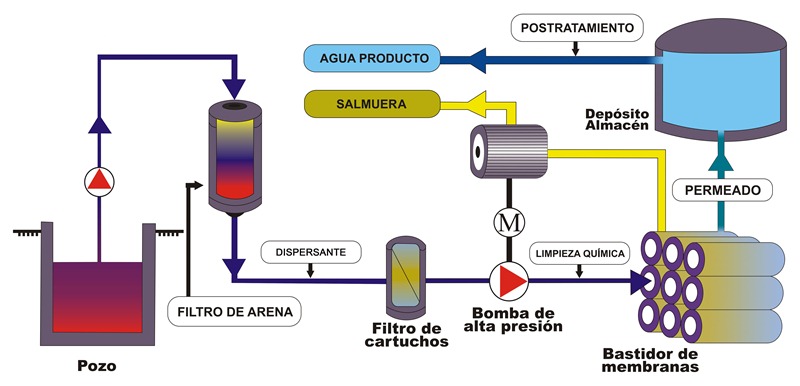 POSTRATAMIENTO
AGUA PRODUCTO
SALMUERA
Depósito
Almacén
PERMEADO
M
DISPERSANTE
LIMPIEZA QUÍMICA
FILTRO DE ARENA
Filtro de
cartuchos
Bomba de
alta presión
Pozo
Bastidor de
membranas